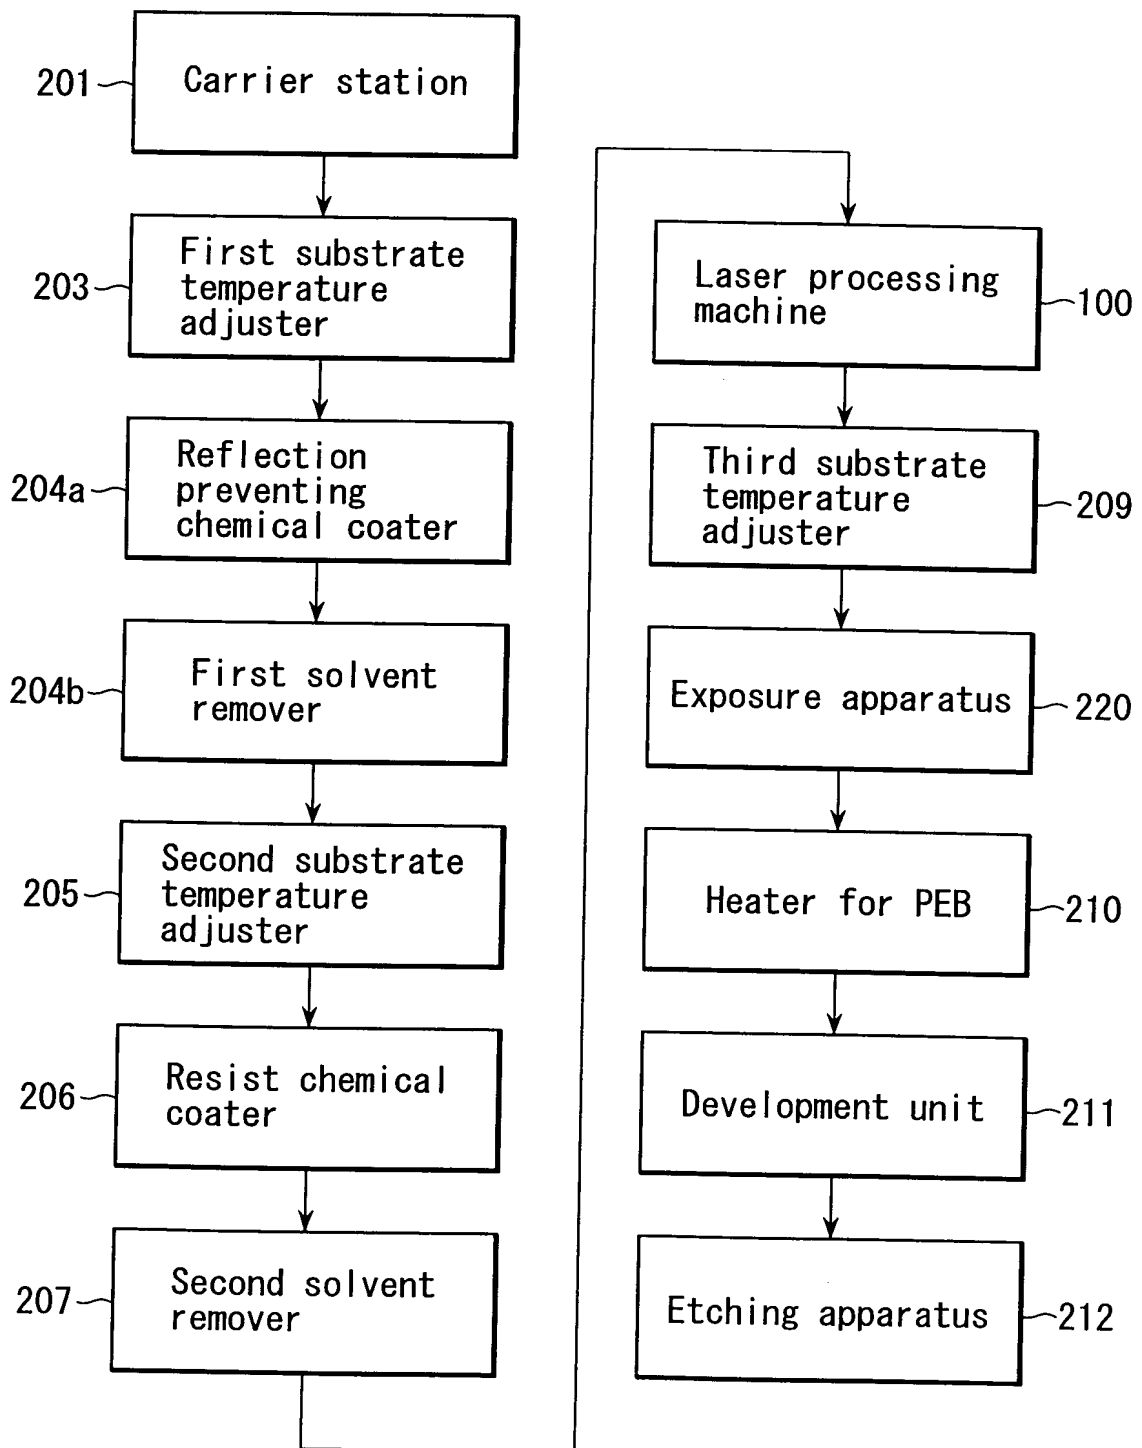 201
Carrier station
203
First substrate
temperature
adjuster
204a
Reflection
preventing
chemical coater
204b
First solvent
remover
205
Second substrate
temperature
adjuster
206
Resist chemical
coater
207
Second solvent
remover
Laser processing
machine
100
Third substrate
temperature
adjuster
209
Exposure apparatus
220
Heater for PEB
210
Development unit
211
Etching apparatus
212